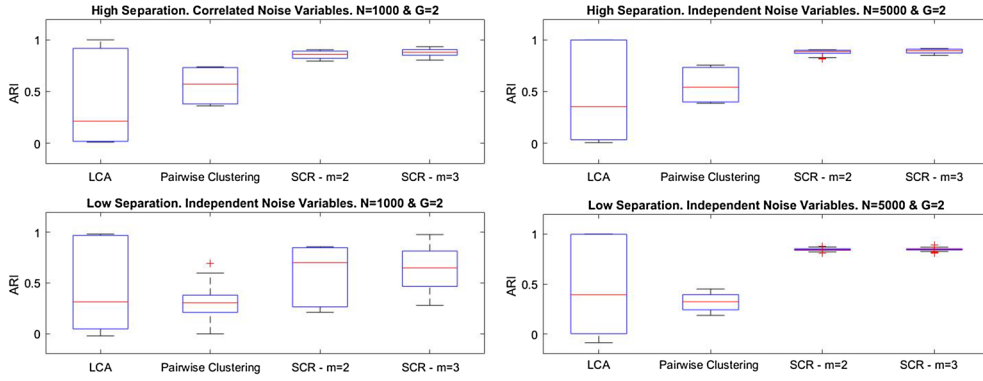 High Separation. Correlated Noise Variables. N=1000 & G=2
ARI
1
0.5
0
LCA Pairwise Clustering SCR - m=2 SCR - m=3
High Separation. Independent Noise Variables. N=5000 & G=2
ARI
1
0.5
0
LCA Pairwise Clustering SCR - m=2 SCR - m=3
Low Separation. Independent Noise Variables. N=1000 & G=2
ARI
1
0.5
0
LCA Pairwise Clustering SCR - m=2 SCR - m=3
Low Separation. Independent Noise Variables. N=5000 & G=2
ARI
1
0.5
0
LCA Pairwise Clustering SCR - m=2 SCR - m=3